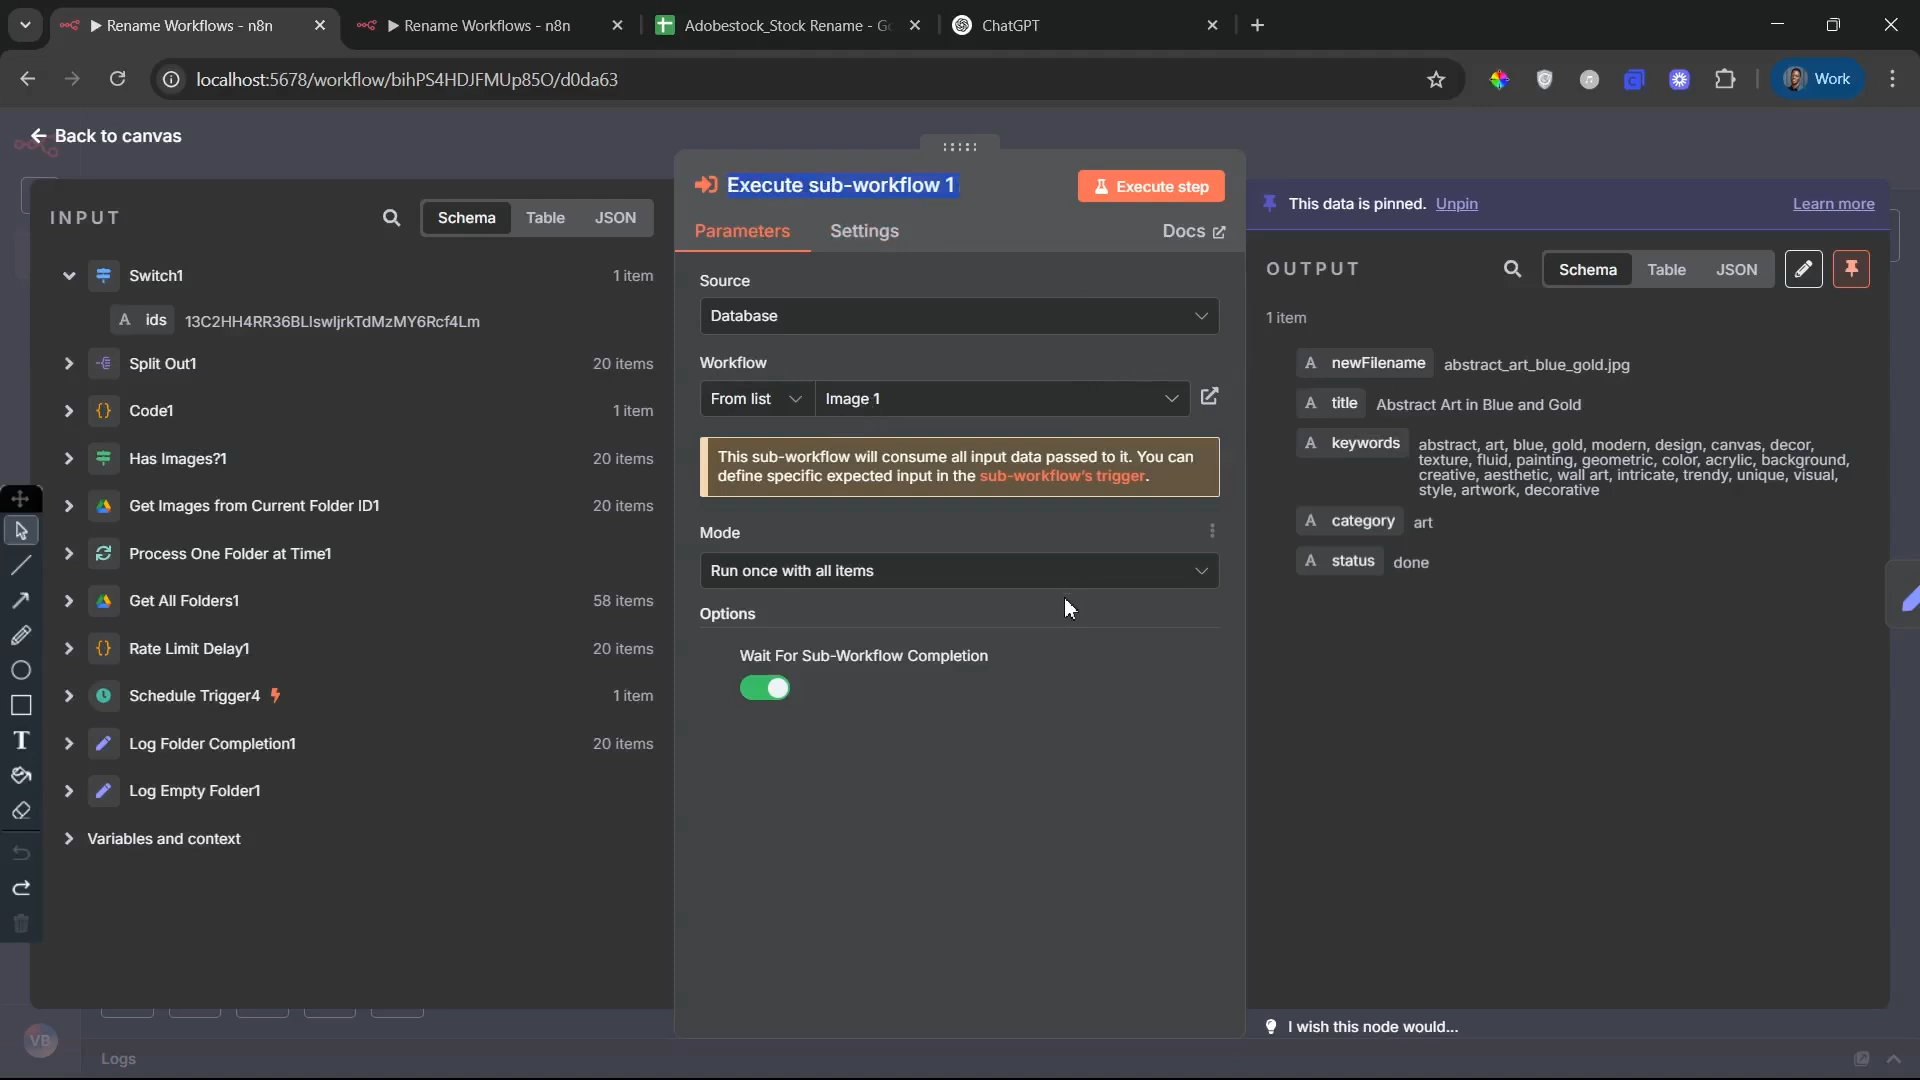 Rename Workflows - n8n
Rename Workflows - n8n
Adobestock_Stock Rename - Go
ChatGPT
localhost:5678/workflow/bihPS4HDJFMUp85O/d0da63
Work
Back to canvas
INPUT
Schema
Table
JSON
Switch1
1 item
A ids 13C2HH4RR36BLIswljrkTdMzMY6Rcf4Lm
Split Out1
20 items
Code1
1 item
Has Images?1
20 items
Get Images from Current Folder ID1
20 items
Process One Folder at Time1
20 items
Get All Folders1
58 items
Rate Limit Delay1
20 items
Schedule Trigger4
1 item
Log Folder Completion1
20 items
Log Empty Folder1
Variables and context
T
VB
Logs
Execute sub-workflow 1
Execute step
Parameters
Settings
Docs
Source
Database
Workflow
From list
Image 1
This sub-workflow will consume all input data passed to it. You can
define specific expected input in the sub-workflow's trigger.
Mode
Run once with all items
Options
Wait For Sub-Workflow Completion
This data is pinned. Unpin
Learn more
OUTPUT
Schema
Table
JSON
1 item
A newFilename abstract_art_blue_gold.jpg
A title Abstract Art in Blue and Gold
A keywords abstract, art, blue, gold, modern, design, canvas, decor,
texture, fluid, painting, geometric, color, acrylic, background,
creative, aesthetic, wall art, intricate, trendy, unique, visual,
style, artwork, decorative
A category art
A status done
I wish this node would...